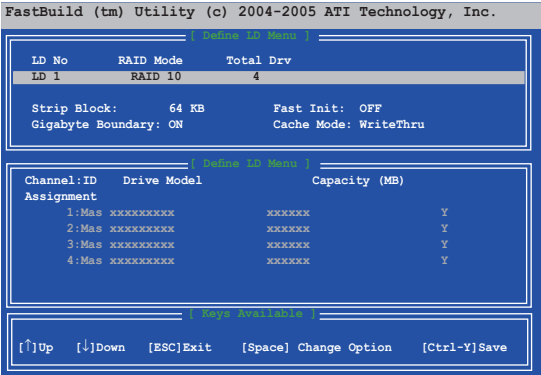 FastBuild (tm) Utility (c) 2004-2005 ATI Technology, Inc.
[ Define LD Menu ]
LD No RAID Mode Total Drv
LD 1 RAID 10 4
Strip Block: 64 KB Fast Init: OFF
Gigabyte Boundary: ON Cache Mode: WriteThru
[ Define LD Menu ]
Channel:ID Drive Model Capacity (MB)
Assignment
1:Mas xxxxxxxxx xxxxxx Y
2:Mas xxxxxxxxx xxxxxx Y
3:Mas xxxxxxxxx xxxxxx Y
4:Mas xxxxxxxxx xxxxxx Y
[ Keys Available ]
[↑]Up [↓]Down [ESC]Exit [Space] Change Option [Ctrl-Y]Save